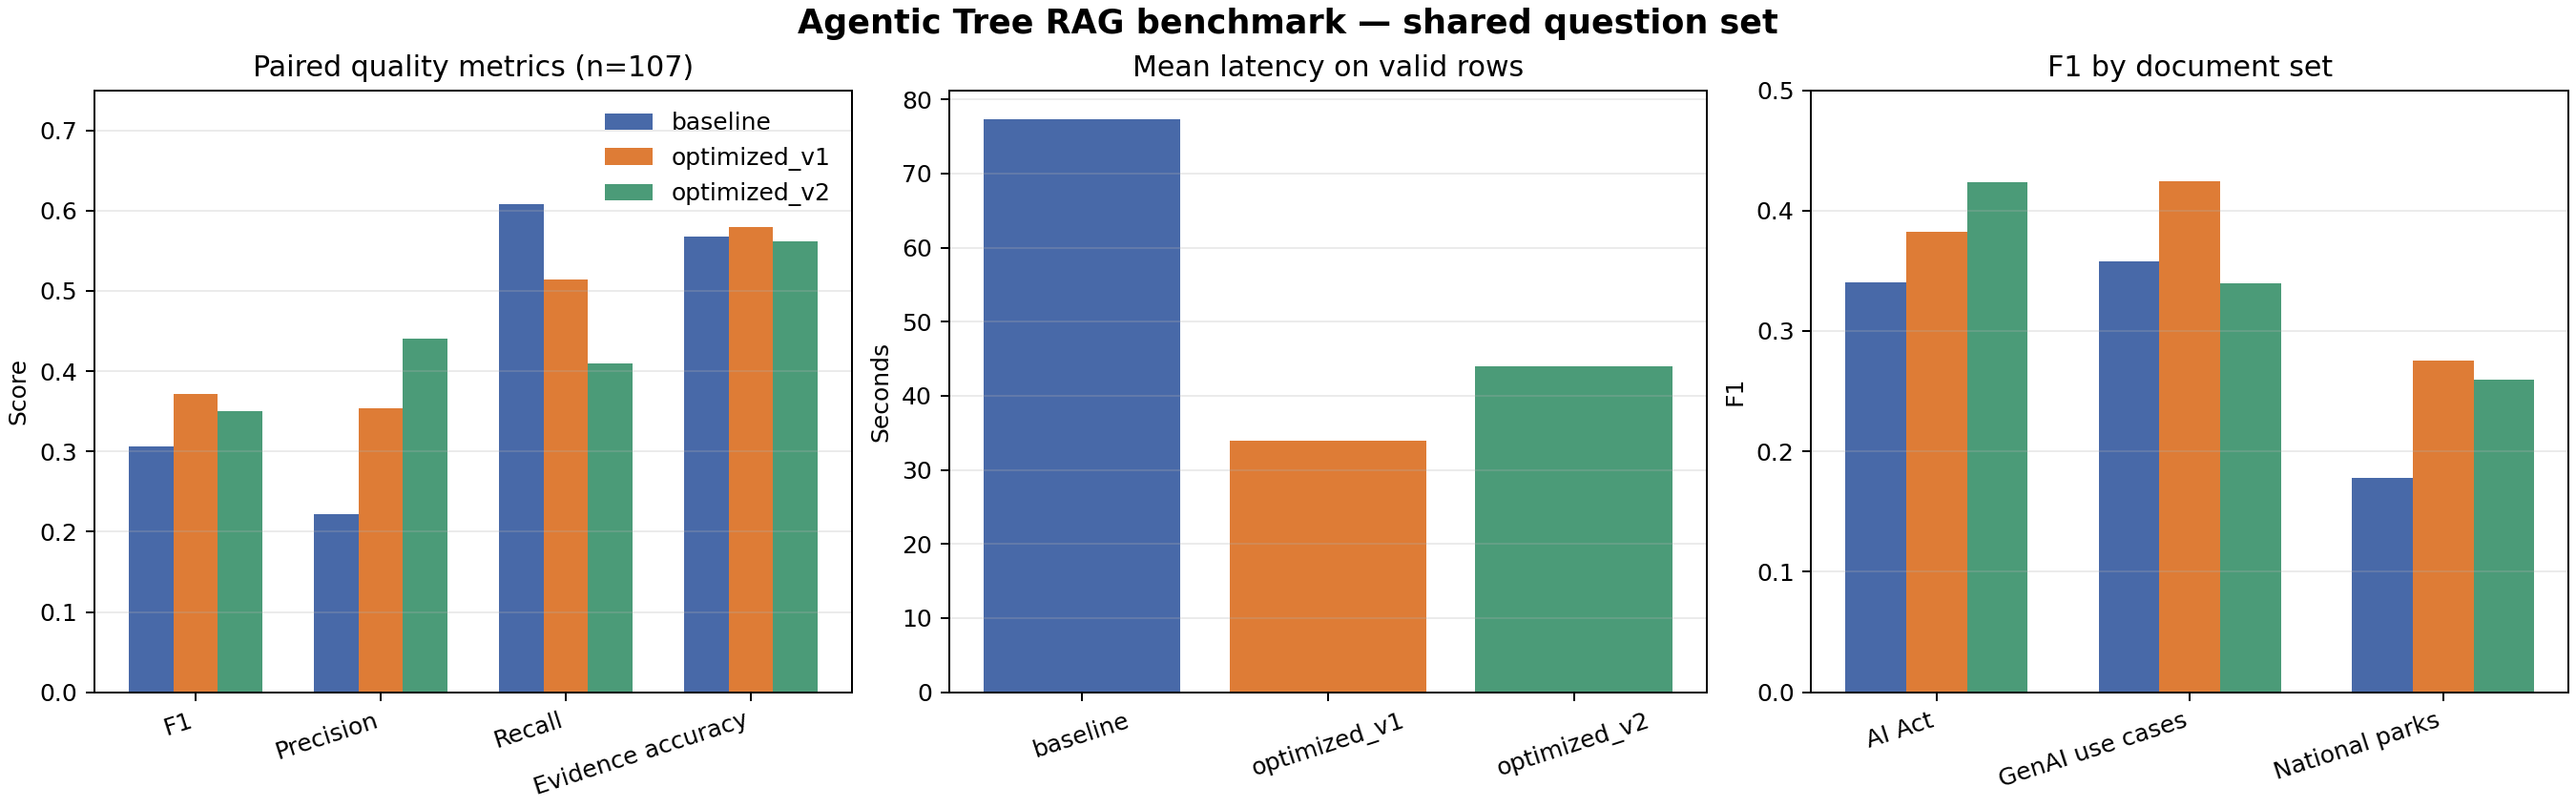 Agentic Tree RAG benchmark — shared question set
Paired quality metrics (n=107)
Score
0.7
0.6
0.5
0.4
0.3
0.2
0.1
0.0
baseline
optimized_v1
optimized_v2
F1
Precision
Recall
Evidence accuracy
Mean latency on valid rows
Seconds
80
70
60
50
40
30
20
10
0
baseline
optimized_v1
optimized_v2
F1 by document set
F1
0.5
0.4
0.3
0.2
0.1
0.0
AI Act
GenAI use cases
National parks